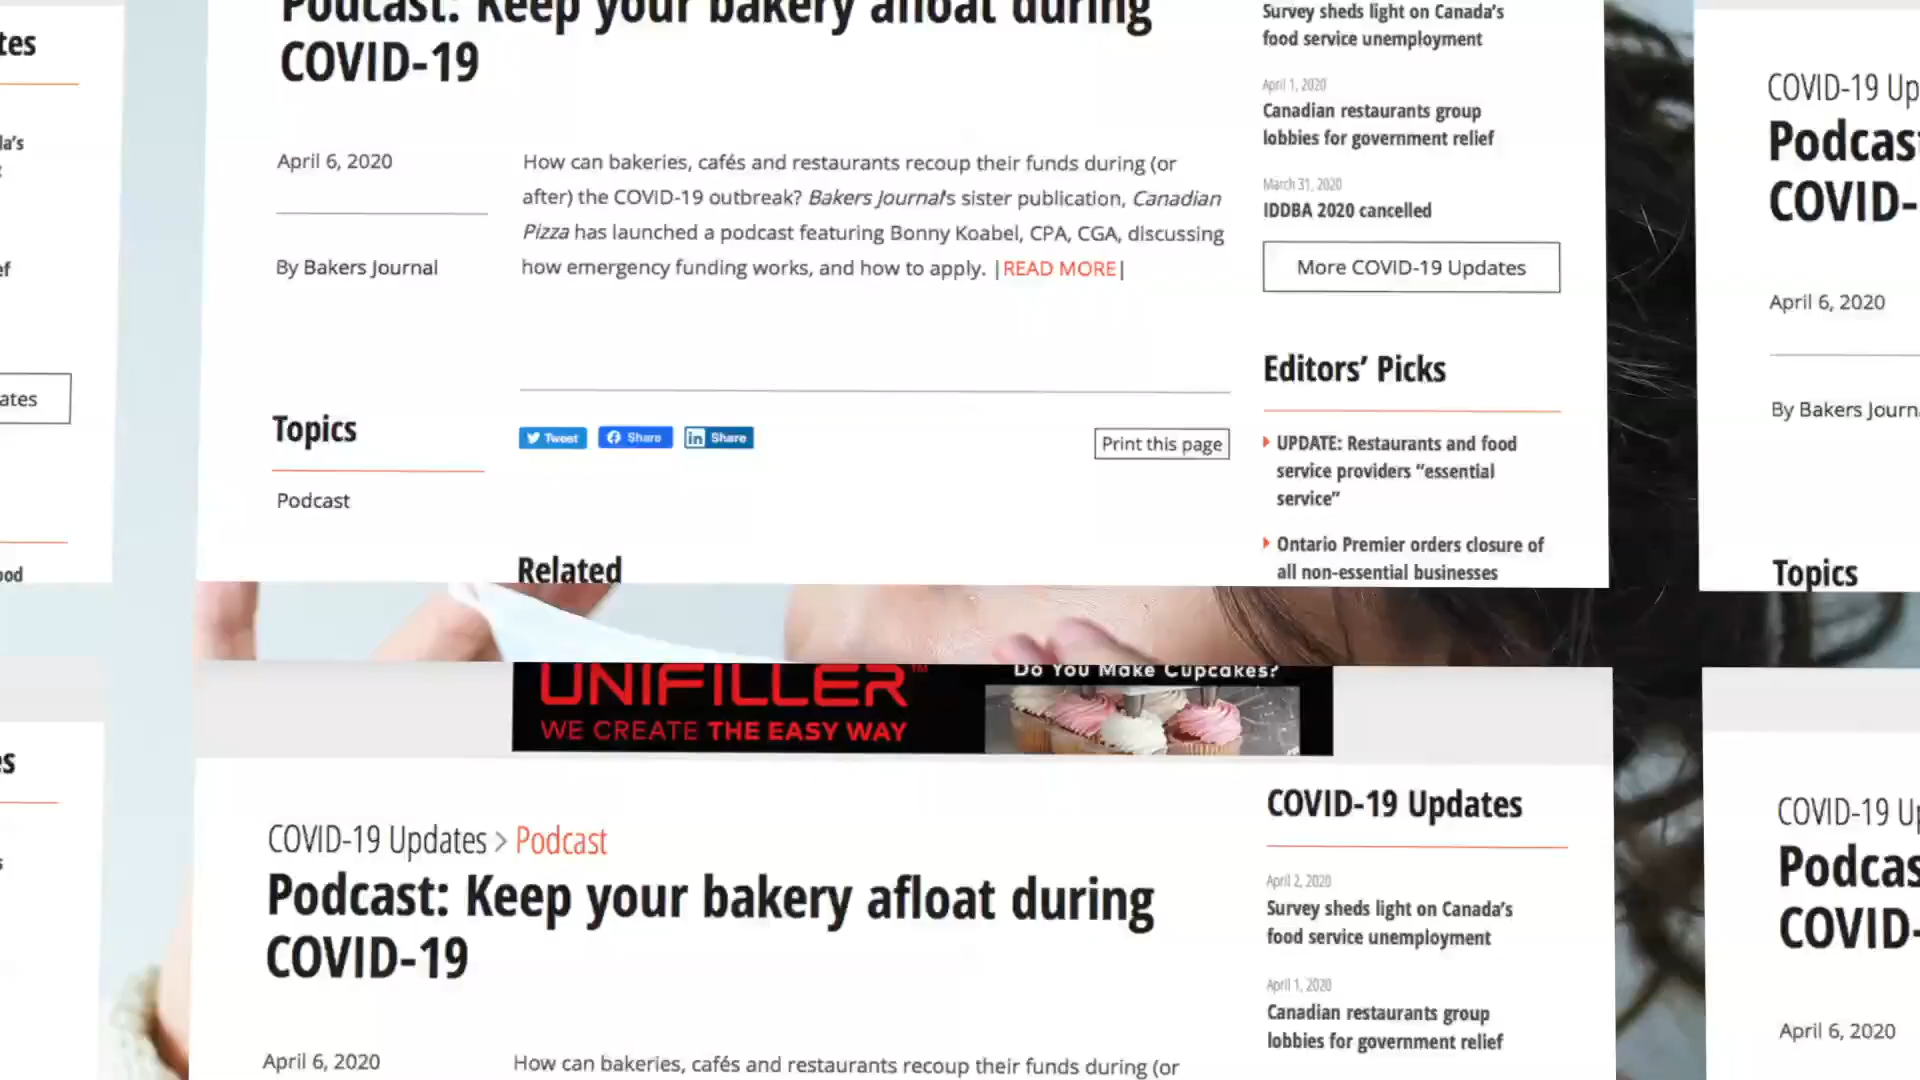 Podcast: Keep your bakery afloat during
COVID-19
April 6, 2020
By Bakers Journal
How can bakeries, cafés and restaurants recoup their funds during (or
after) the COVID-19 outbreak? Bakers Journal's sister publication, Canadian
Pizza has launched a podcast featuring Bonny Koabel, CPA, CGA, discussing
how emergency funding works, and how to apply. |READ MORE|
Topics
Podcast
Tweet
Share
in Share
Print this page
Related
Survey sheds light on Canada's
food service unemployment
April 1, 2020
Canadian restaurants group
lobbies for government relief
March 31, 2020
IDDBA 2020 cancelled
More COVID-19 Updates
Editors' Picks
UPDATE: Restaurants and food
service providers “essential
service”
Ontario Premier orders closure of
all non-essential businesses
COVID-19 Up
Podcas
COVID-
April 6, 2020
By Bakers Journ
Topics
tes
da's
ef
ates
ood
UNIFILLER™
WE CREATE THE EASY WAY
Do You Make Cupcakes?
COVID-19 Updates > Podcast
Podcast: Keep your bakery afloat during
COVID-19
April 6, 2020
How can bakeries, cafés and restaurants recoup their funds during (or
COVID-19 Updates
April 2, 2020
Survey sheds light on Canada's
food service unemployment
April 1, 2020
Canadian restaurants group
lobbies for government relief
COVID-19 Up
Podcas
COVID-
April 6, 2020
es
s